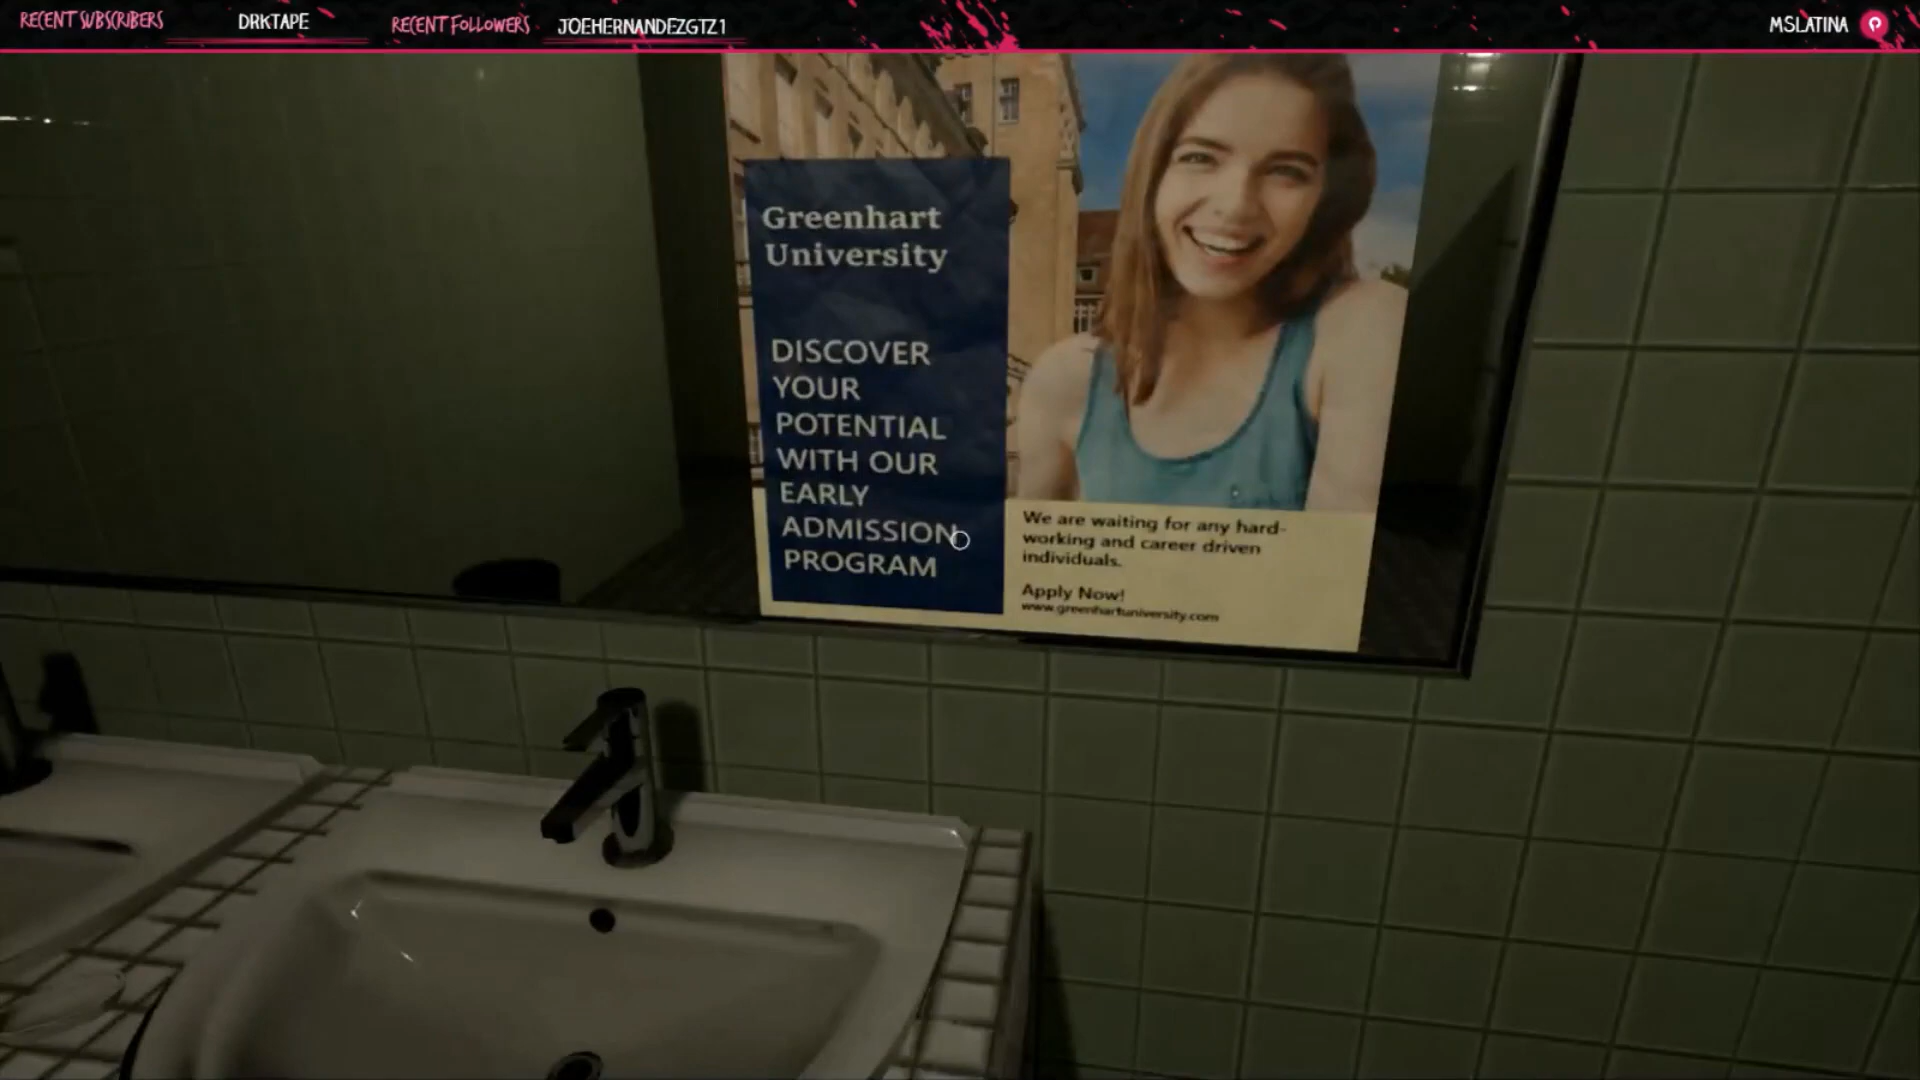 RECENT SUBSCRIBERS DRKTAPE RECENT FOLLOWERS JOEHERNANDEZGTZ1 MSLATINA
Greenhart
University
DISCOVER
YOUR
POTENTIAL
WITH OUR
EARLY
ADMISSION
PROGRAM
We are waiting for any hard-
working and career driven
individuals.
Apply Now!
www.greenhartuniversity.com